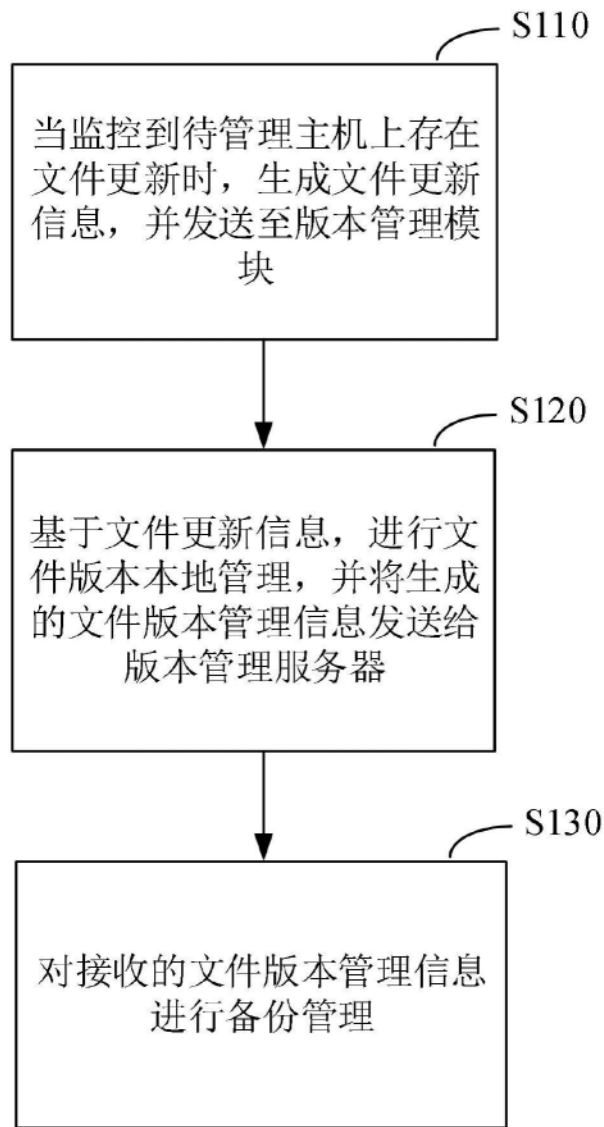 S110
当监控到待管理主机上存在
文件更新时，生成文件更新
信息，并发送至版本管理模
块
S120
基于文件更新信息，进行文
件版本本地管理，并将生成
的文件版本管理信息发送给
版本管理服务器
S130
对接收的文件版本管理信息
进行备份管理